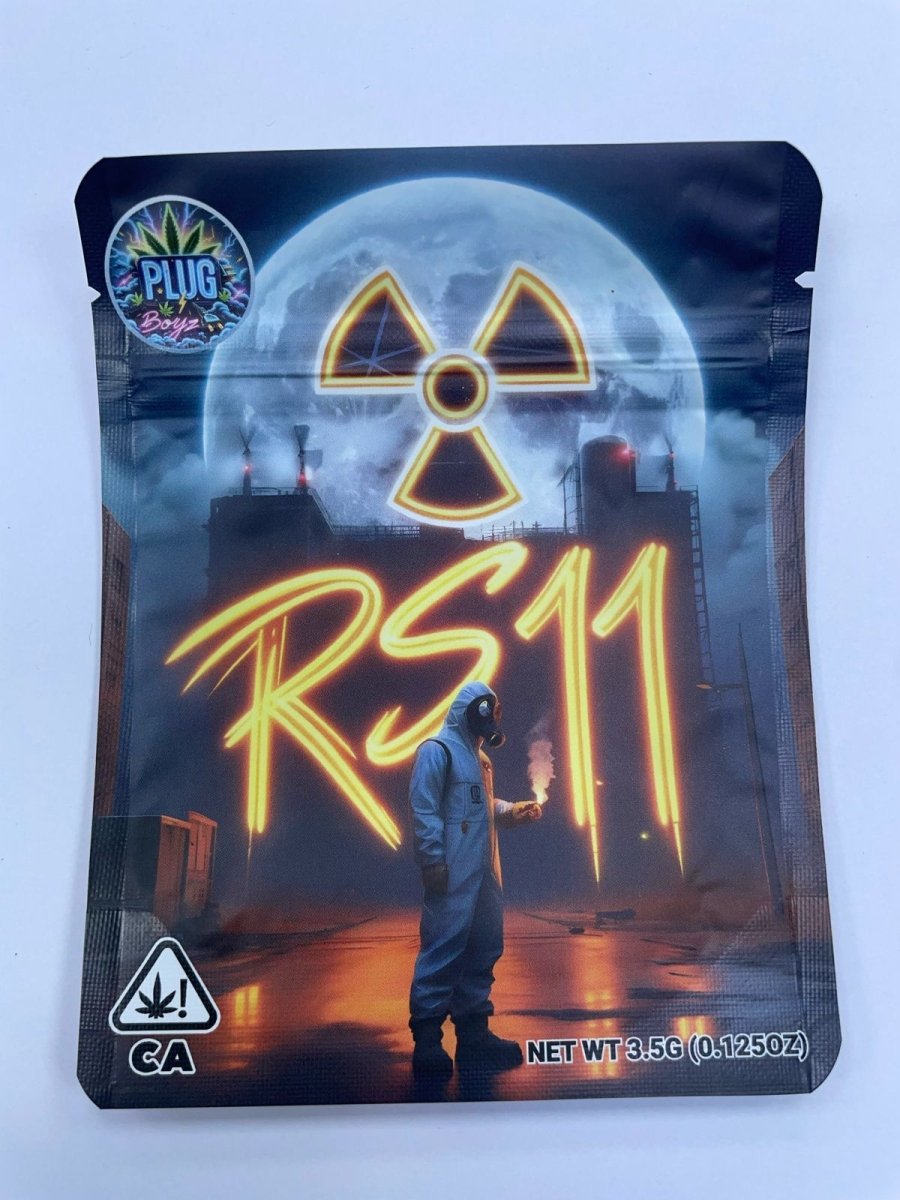 PLUG
Boyz
RS11
CA
NET WT 3.5G (0.125OZ)